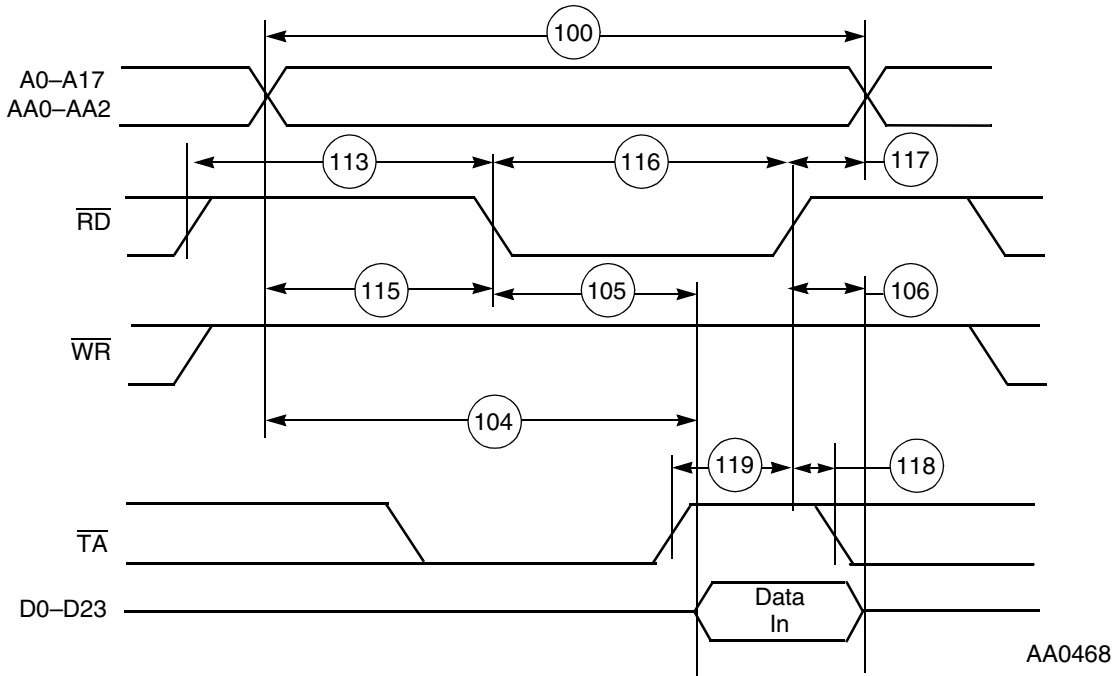 100
A0–A17
AA0–AA2
113
116
117
RD
115
105
106
WR
104
119
118
TA
D0–D23
Data
In
AA0468